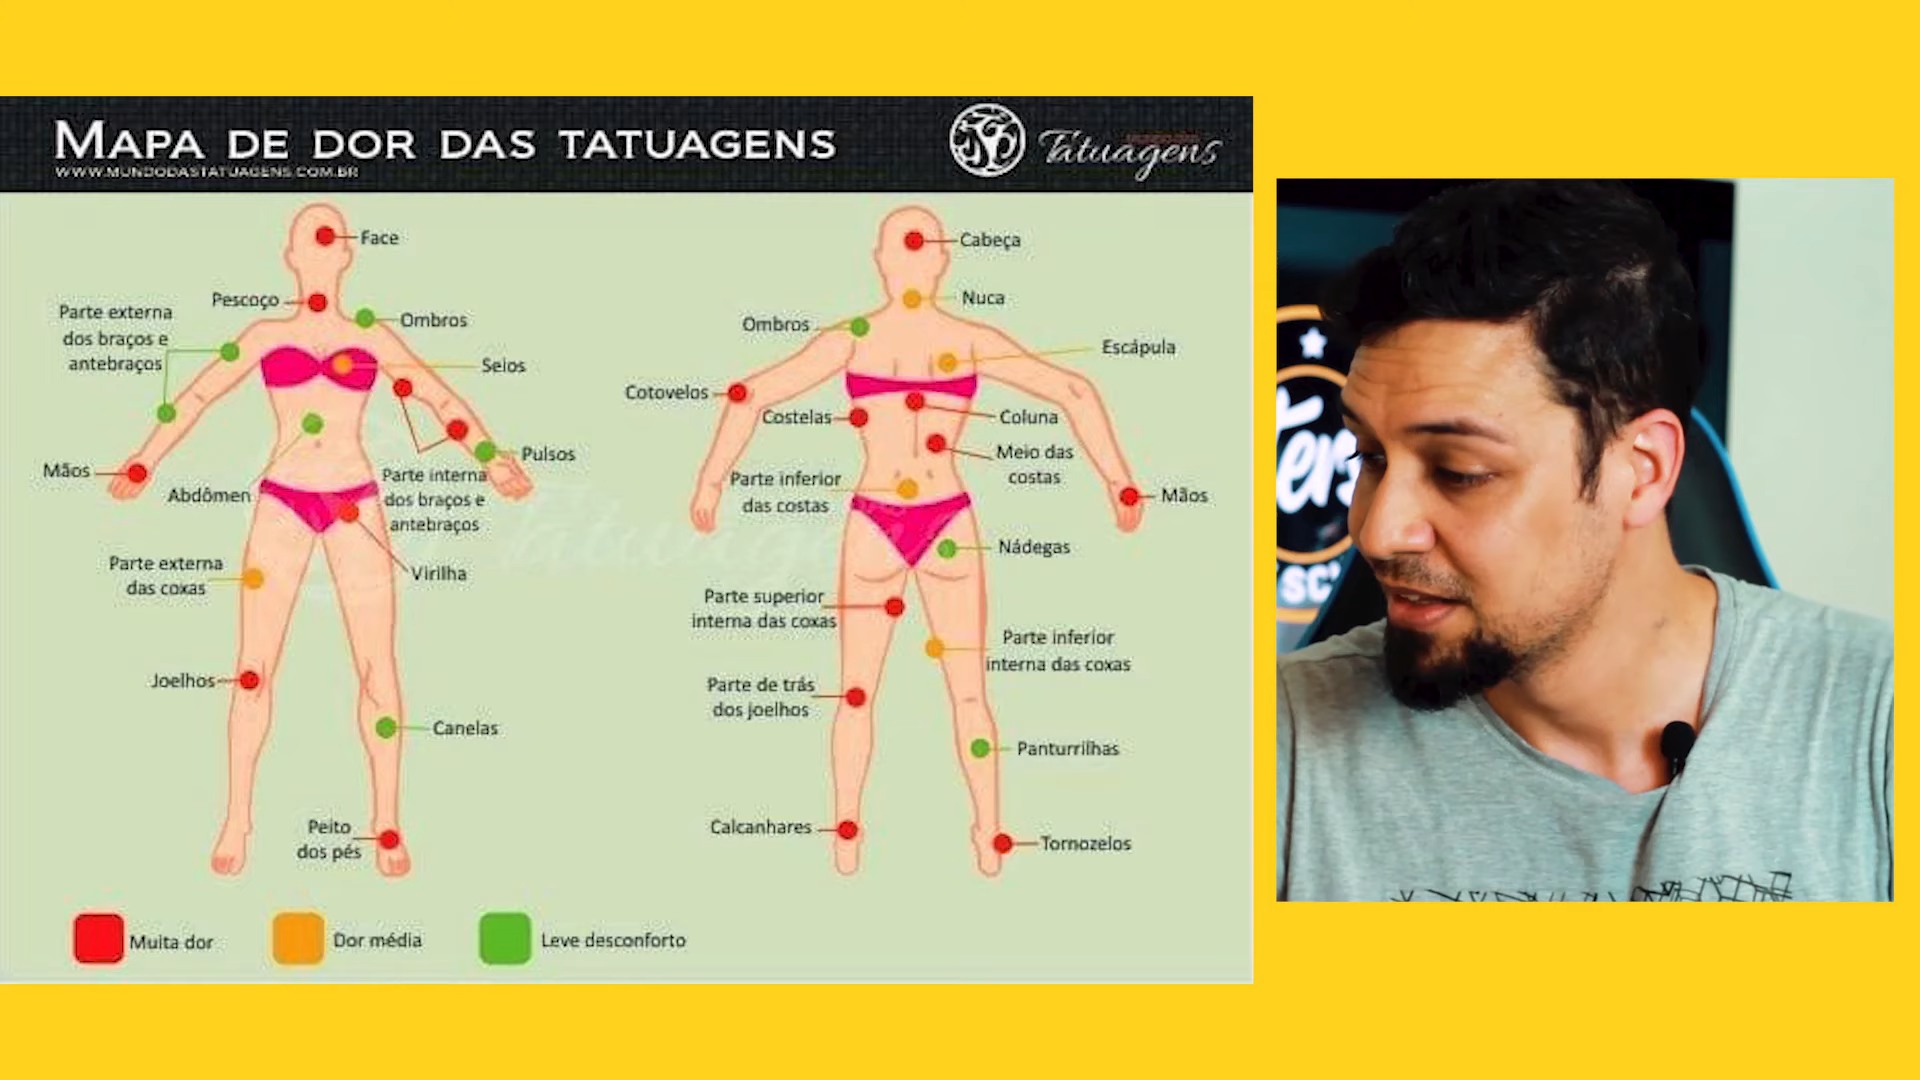 MAPA DE DOR DAS TATUAGENS
WWW.MUNDODASTATUAGENS.COM.BR
Tatuagens
Face
Pescoço
Parte externa
dos braços e
antebraços
Ombros
Seios
Mãos
Pulsos
Abdômen
Parte interna
dos braços e
antebraços
Parte externa
das coxas
Virilha
Joelhos
Canelas
Peito
dos pés
Cabeça
Nuca
Ombros
Escápula
Cotovelos
Costelas
Coluna
Meio das
costas
Parte inferior
das costas
Mãos
Nádegas
Parte superior
interna das coxas
Parte inferior
interna das coxas
Parte de trás
dos joelhos
Panturrilhas
Calcanhares
Tornozelos
Muita dor
Dor média
Leve desconforto